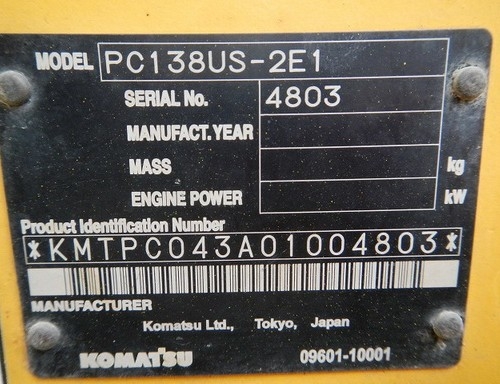 MODEL PC138US-2E1
SERIAL No. 4803
MANUFACT. YEAR
MASS kg
ENGINE POWER kW
Product Identification Number
*KMTPC043A01004803*
MANUFACTURER
Komatsu Ltd., Tokyo, Japan
KOMATSU 09601-10001